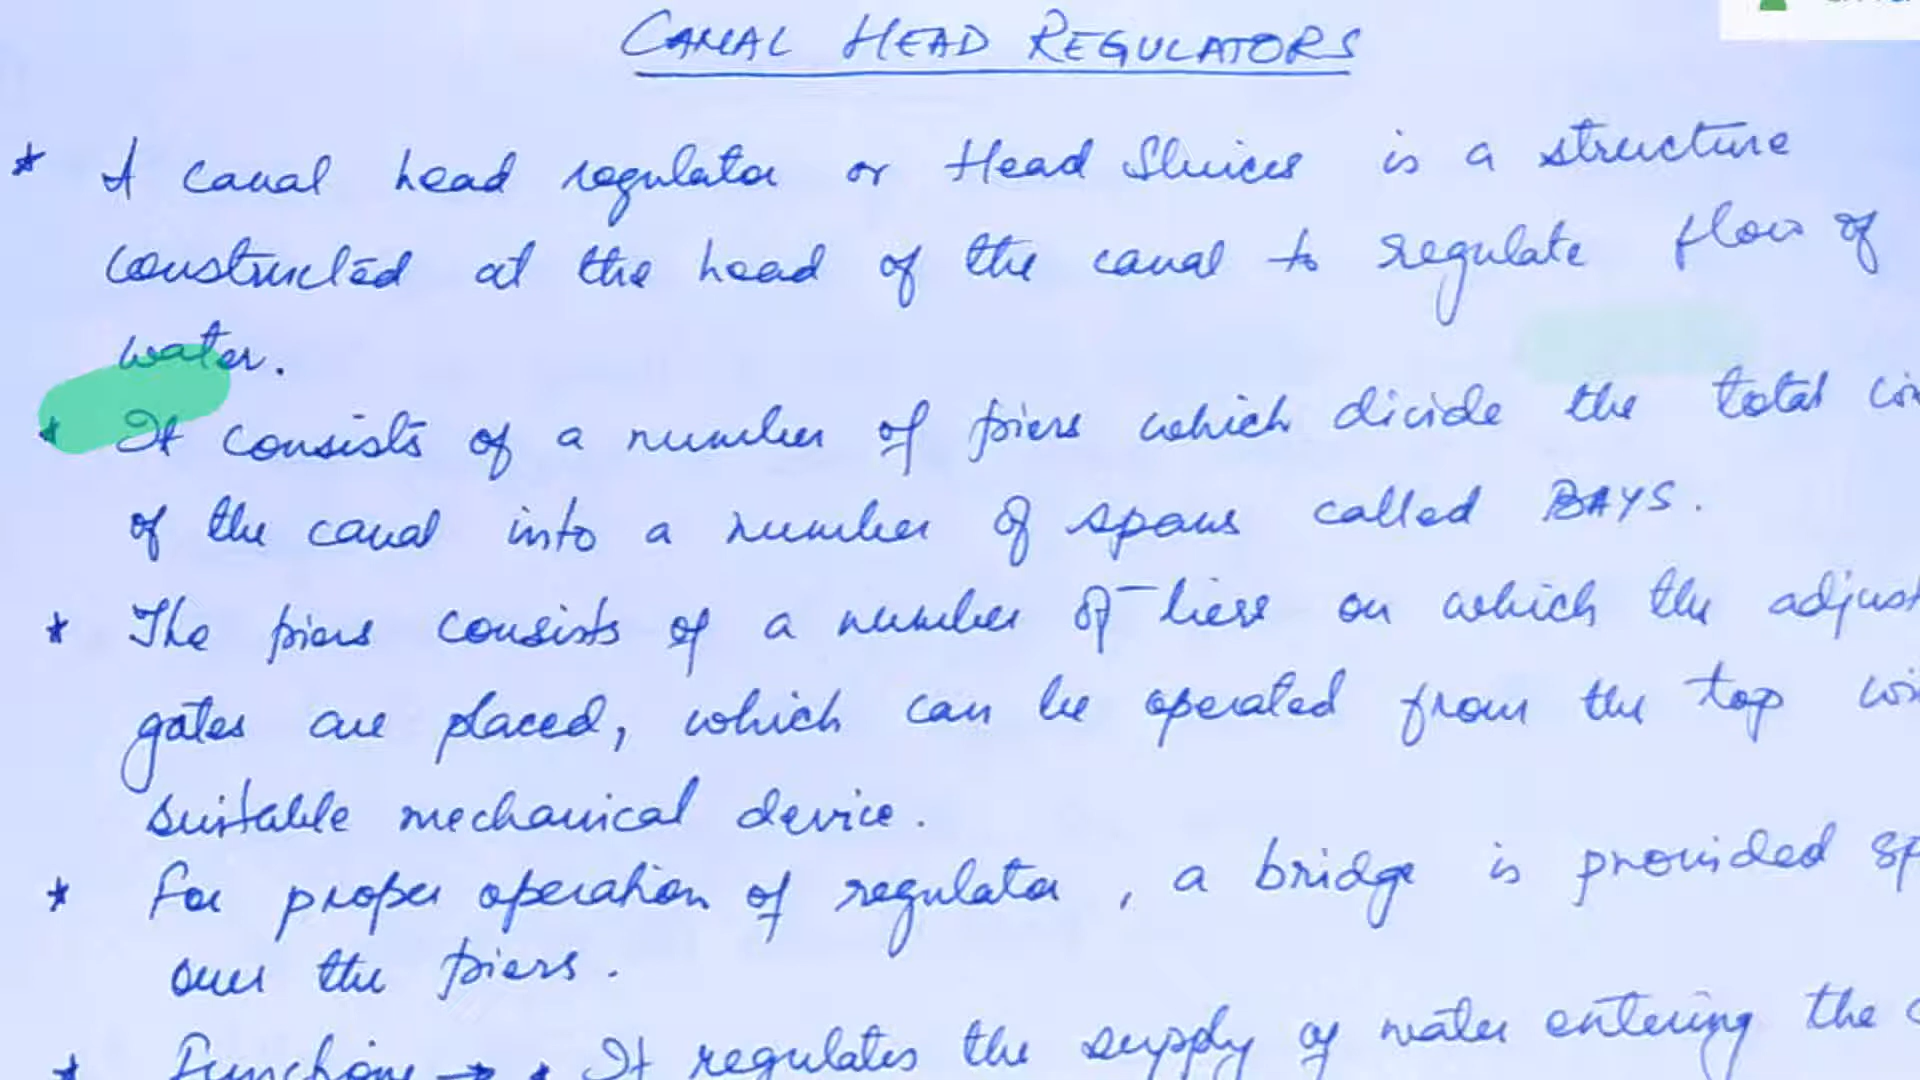 CANAL HEAD REGULATORS
* A canal head regulator or Head Sluices is a structure
constructed at the head of the canal to regulate flow of
water.
* It consists of a number of piers which divide the total
of the canal into a number of spans called BAYS.
* The piers consists of a number of tiers on which the adjust
gates are placed, which can be operated from the top
suitable mechanical device.
* For proper operation of regulator, a bridge is provided
over the piers.
* Functions → • It regulates the supply of water entering the